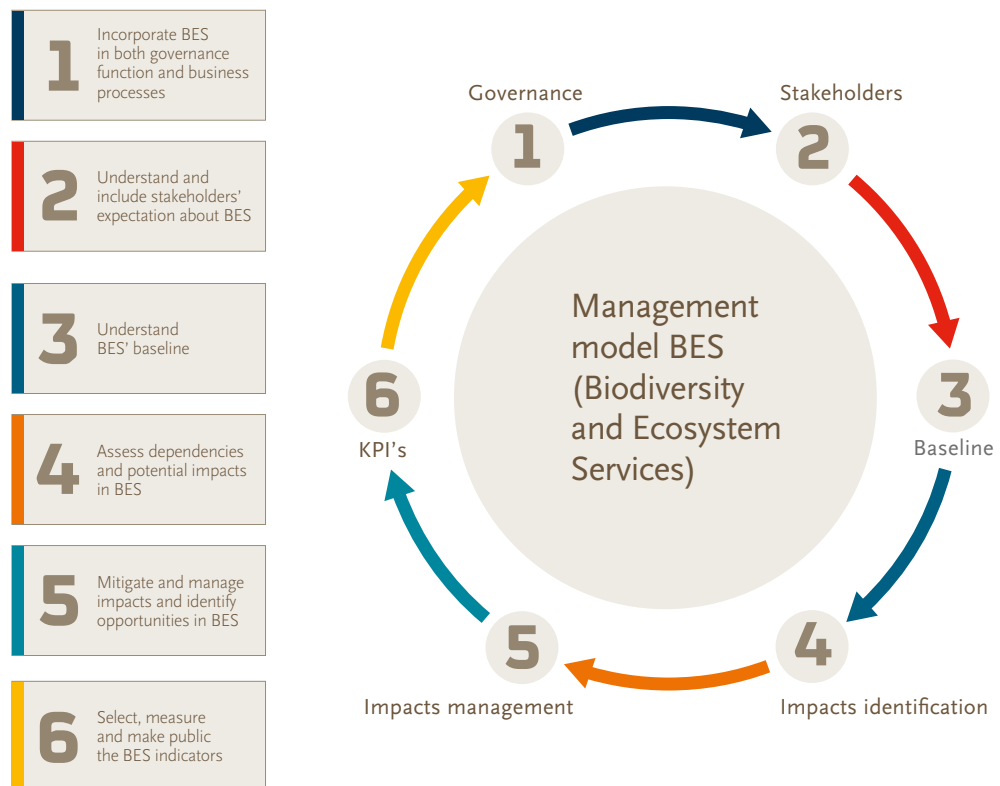 1
Incorporate BES
in both governance
function and business
processes
2
Understand and
include stakeholders’
expectation about BES
3
Understand
BES’ baseline
4
Assess dependencies
and potential impacts
in BES
5
Mitigate and manage
impacts and identify
opportunities in BES
6
Select, measure
and make public
the BES indicators
Governance
1
Stakeholders
2
3
Baseline
4
Impacts identification
5
Impacts management
6
KPI’s
Management
model BES
(Biodiversity
and Ecosystem
Services)